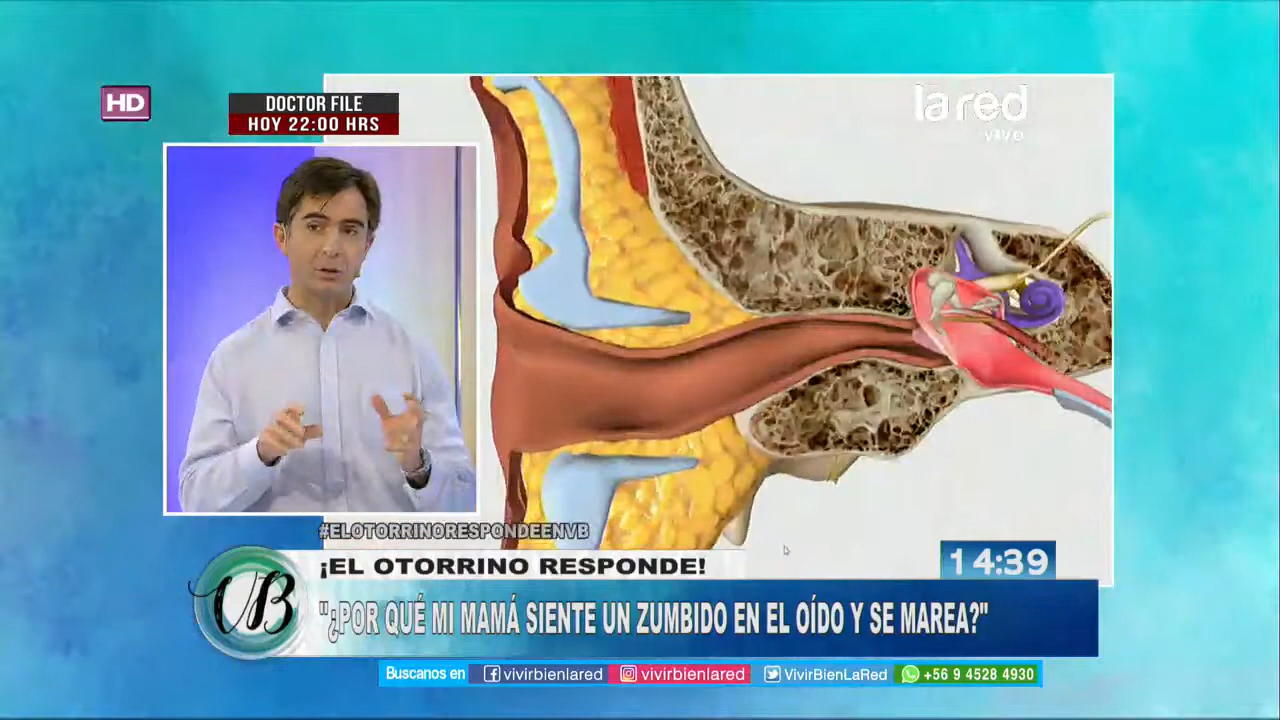 HD
DOCTOR FILE
HOY 22:00 HRS
la red
vivo
#ELOTORRINORESPONDEENVB
¡EL OTORRINO RESPONDE!
14:39
VB
"¿POR QUÉ MI MAMÁ SIENTE UN ZUMBIDO EN EL OÍDO Y SE MAREA?"
Buscanos en vivirbienlared vivirbienlared VivirBienLaRed +56 9 4528 4930